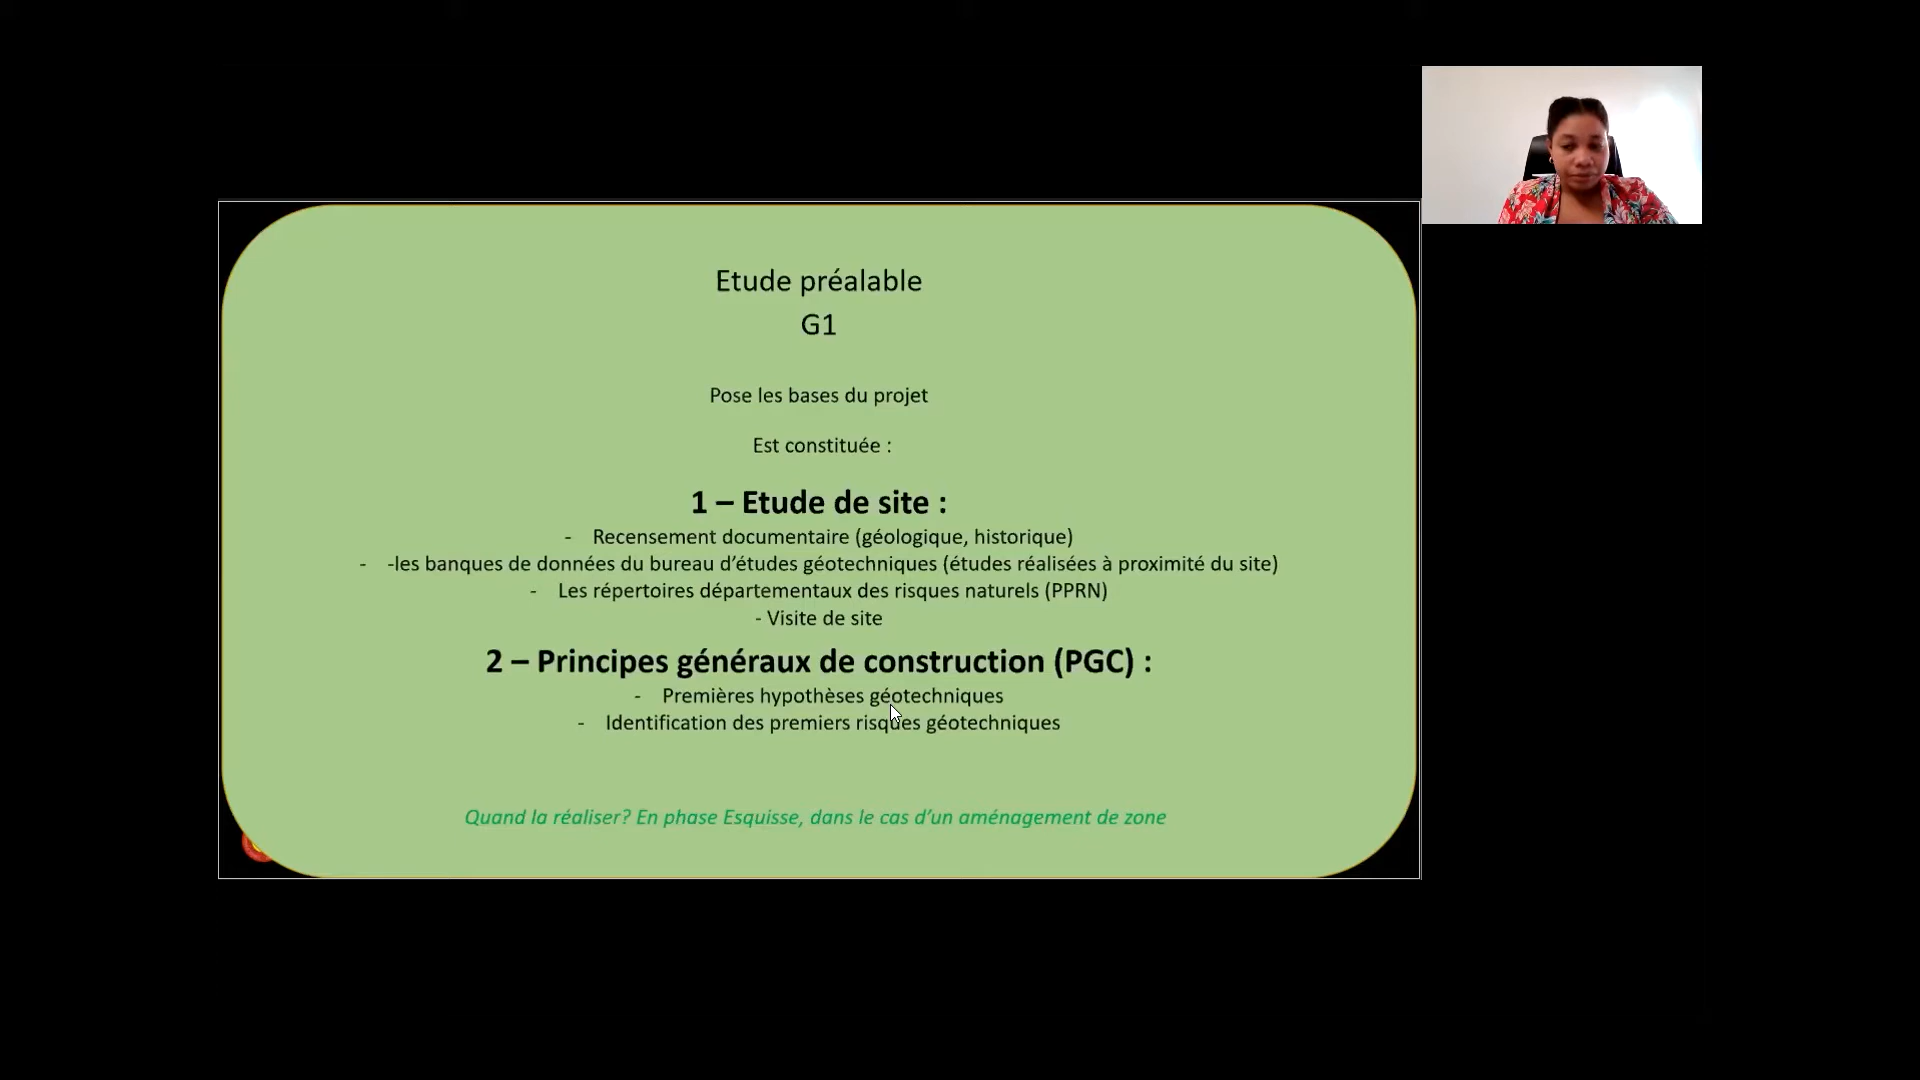 Etude préalable
G1
Pose les bases du projet
Est constituée :
1 – Etude de site :
- Recensement documentaire (géologique, historique)
- -les banques de données du bureau d’études géotechniques (études réalisées à proximité du site)
- Les répertoires départementaux des risques naturels (PPRN)
- Visite de site
2 – Principes généraux de construction (PGC) :
- Premières hypothèses géotechniques
- Identification des premiers risques géotechniques
Quand la réaliser? En phase Esquisse, dans le cas d’un aménagement de zone